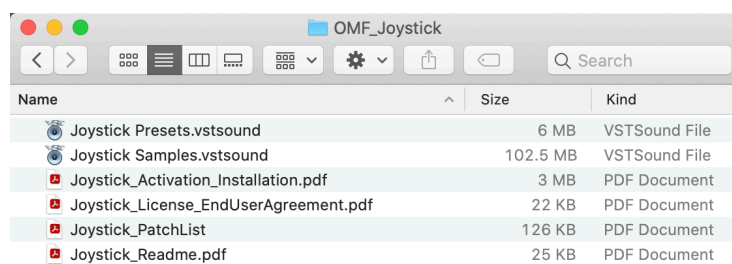 OMF_Joystick
Search
Name Size Kind
Joystick Presets.vstsound 6 MB VSTSound File
Joystick Samples.vstsound 102.5 MB VSTSound File
Joystick_Activation_Installation.pdf 3 MB PDF Document
Joystick_License_EndUserAgreement.pdf 22 KB PDF Document
Joystick_PatchList 126 KB PDF Document
Joystick_Readme.pdf 25 KB PDF Document